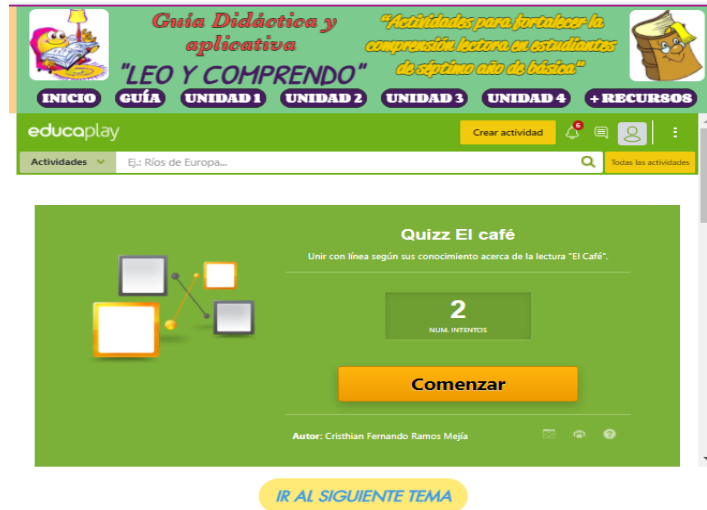 Guia Didáctica y
aplicativa
"LEO Y COMPRENDO"
"Actividades para fortalecer la
comprensión lectora en estudiantes
de séptimo año de básica"
INICIO GUÍA UNIDAD 1 UNIDAD 2 UNIDAD 3 UNIDAD 4 + RECURSOS
educaplay
Crear actividad
6
Actividades
Ej.: Ríos de Europa...
Todas las actividades
Quizz El café
Unir con línea según sus conocimiento acerca de la lectura "El Café".
2
NUM. INTENTOS
Comenzar
Autor: Cristhian Fernando Ramos Mejía
IR AL SIGUIENTE TEMA